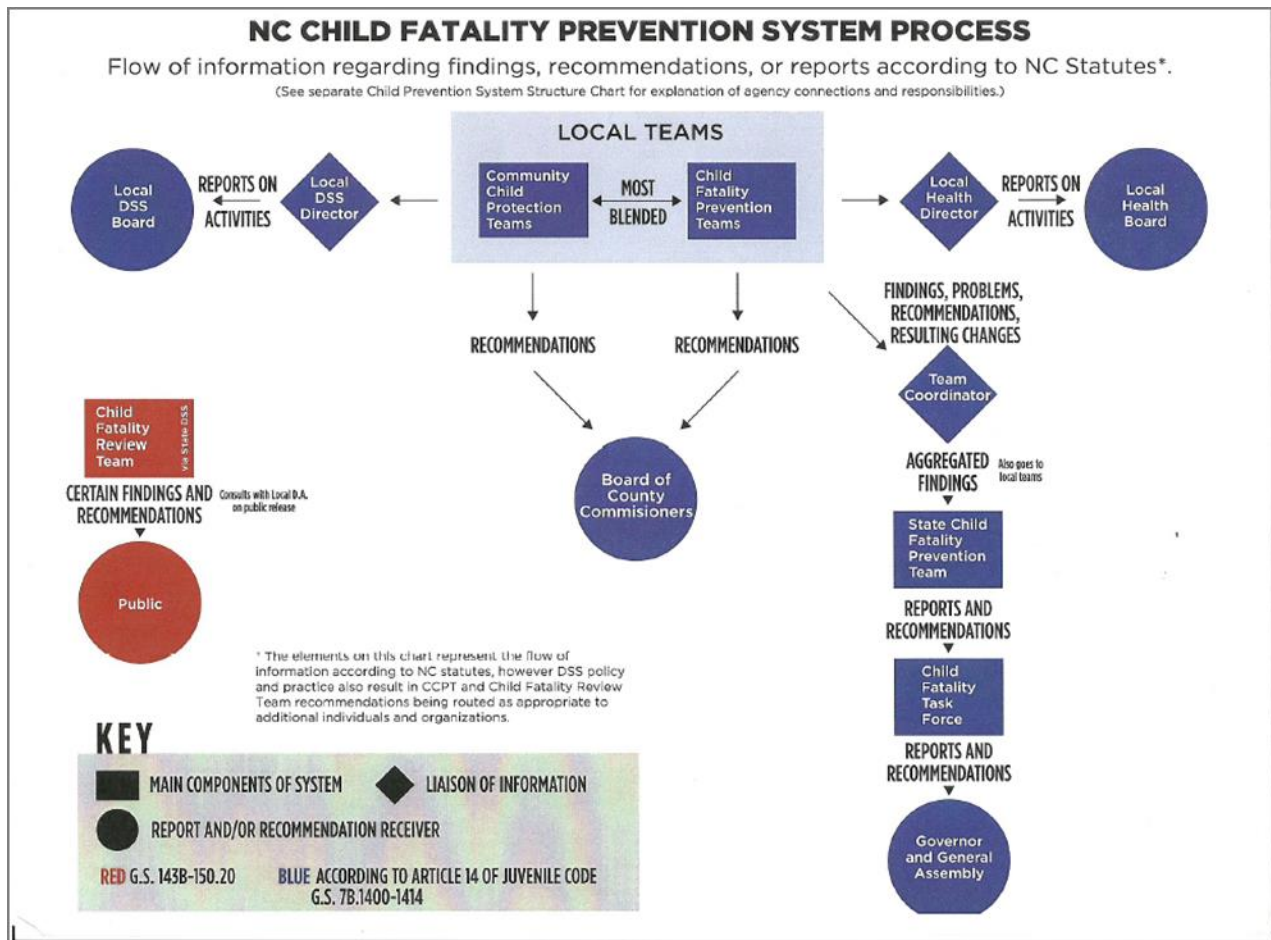 NC CHILD FATALITY PREVENTION SYSTEM PROCESS
Flow of information regarding findings, recommendations, or reports according to NC Statutes*.
(See separate Child Prevention System Structure Chart for explanation of agency connections and responsibilities.)
LOCAL TEAMS
Local
DSS
Board
REPORTS ON
ACTIVITIES
Local
DSS
Director
Community
Child
Protection
Teams
MOST
BLENDED
Child
Fatality
Prevention
Teams
Local
Health
Director
REPORTS ON
ACTIVITIES
Local
Health
Board
RECOMMENDATIONS
RECOMMENDATIONS
FINDINGS, PROBLEMS,
RECOMMENDATIONS,
RESULTING CHANGES
Team
Coordinator
Board of
County
Commisioners
AGGREGATED
FINDINGS
Also goes to
local teams
State Child
Fatality
Prevention
Team
REPORTS AND
RECOMMENDATIONS
Child
Fatality
Task
Force
REPORTS AND
RECOMMENDATIONS
Governor
and General
Assembly
Child
Fatality
Review
Team
via State DSS
CERTAIN FINDINGS AND
RECOMMENDATIONS
Consults with Local D.A.
on public release
Public
* The elements on this chart represent the flow of
information according to NC statutes, however DSS policy
and practice also result in CCPT and Child Fatality Review
Team recommendations being routed as appropriate to
additional individuals and organizations.
KEY
MAIN COMPONENTS OF SYSTEM
LIAISON OF INFORMATION
REPORT AND/OR RECOMMENDATION RECEIVER
RED G.S. 143B-150.20
BLUE ACCORDING TO ARTICLE 14 OF JUVENILE CODE
G.S. 7B.1400-1414